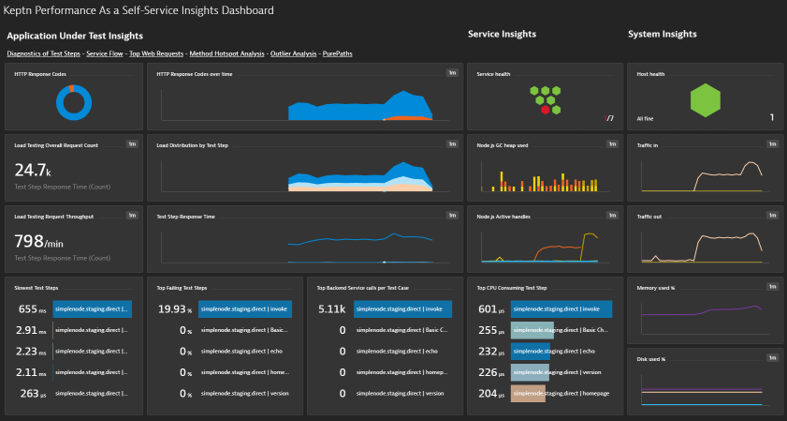 Keptn Performance As a Self-Service Insights Dashboard
Application Under Test Insights
Service Insights
System Insights
Diagnostics of Test Steps - Service Flow - Top Web Requests - Method Hotspot Analysis - Outlier Analysis - PurePaths
HTTP Response Codes
HTTP Response Codes over time
1m
Service health
/7
Host health
All fine
1
Load Testing Overall Request Count
1m
24.7k
Test Step Response Time (Count)
Load Distribution by Test Step
1m
Node.js GC heap used
1m
Traffic in
1m
Load Testing Request Throughput
1m
798/min
Test Step Response Time (Count)
Test Step Response Time
1m
Node.js Active handles
1m
Traffic out
1m
Slowest Test Steps
655 ms
simplenode.staging.direct |...
2.91 ms
simplenode.staging.direct |...
2.23 ms
simplenode.staging.direct |...
2.11 ms
simplenode.staging.direct |...
263 µs
simplenode.staging.direct |...
Top Failing Test Steps
19.93 %
simplenode.staging.direct | invoke
0 %
simplenode.staging.direct | Basic...
0 %
simplenode.staging.direct | echo
0 %
simplenode.staging.direct | home...
0 %
simplenode.staging.direct | version
Top Backend Service calls per Test Case
5.11k
simplenode.staging.direct | invoke
0
simplenode.staging.direct | Basic C...
0
simplenode.staging.direct | echo
0
simplenode.staging.direct | homep...
0
simplenode.staging.direct | version
Top CPU Consuming Test Step
601 µs
simplenode.staging.direct | invoke
255 µs
simplenode.staging.direct | Basic Ch...
232 µs
simplenode.staging.direct | echo
226 µs
simplenode.staging.direct | version
204 µs
simplenode.staging.direct | homepage
Memory used %
1m
Disk used %
1m